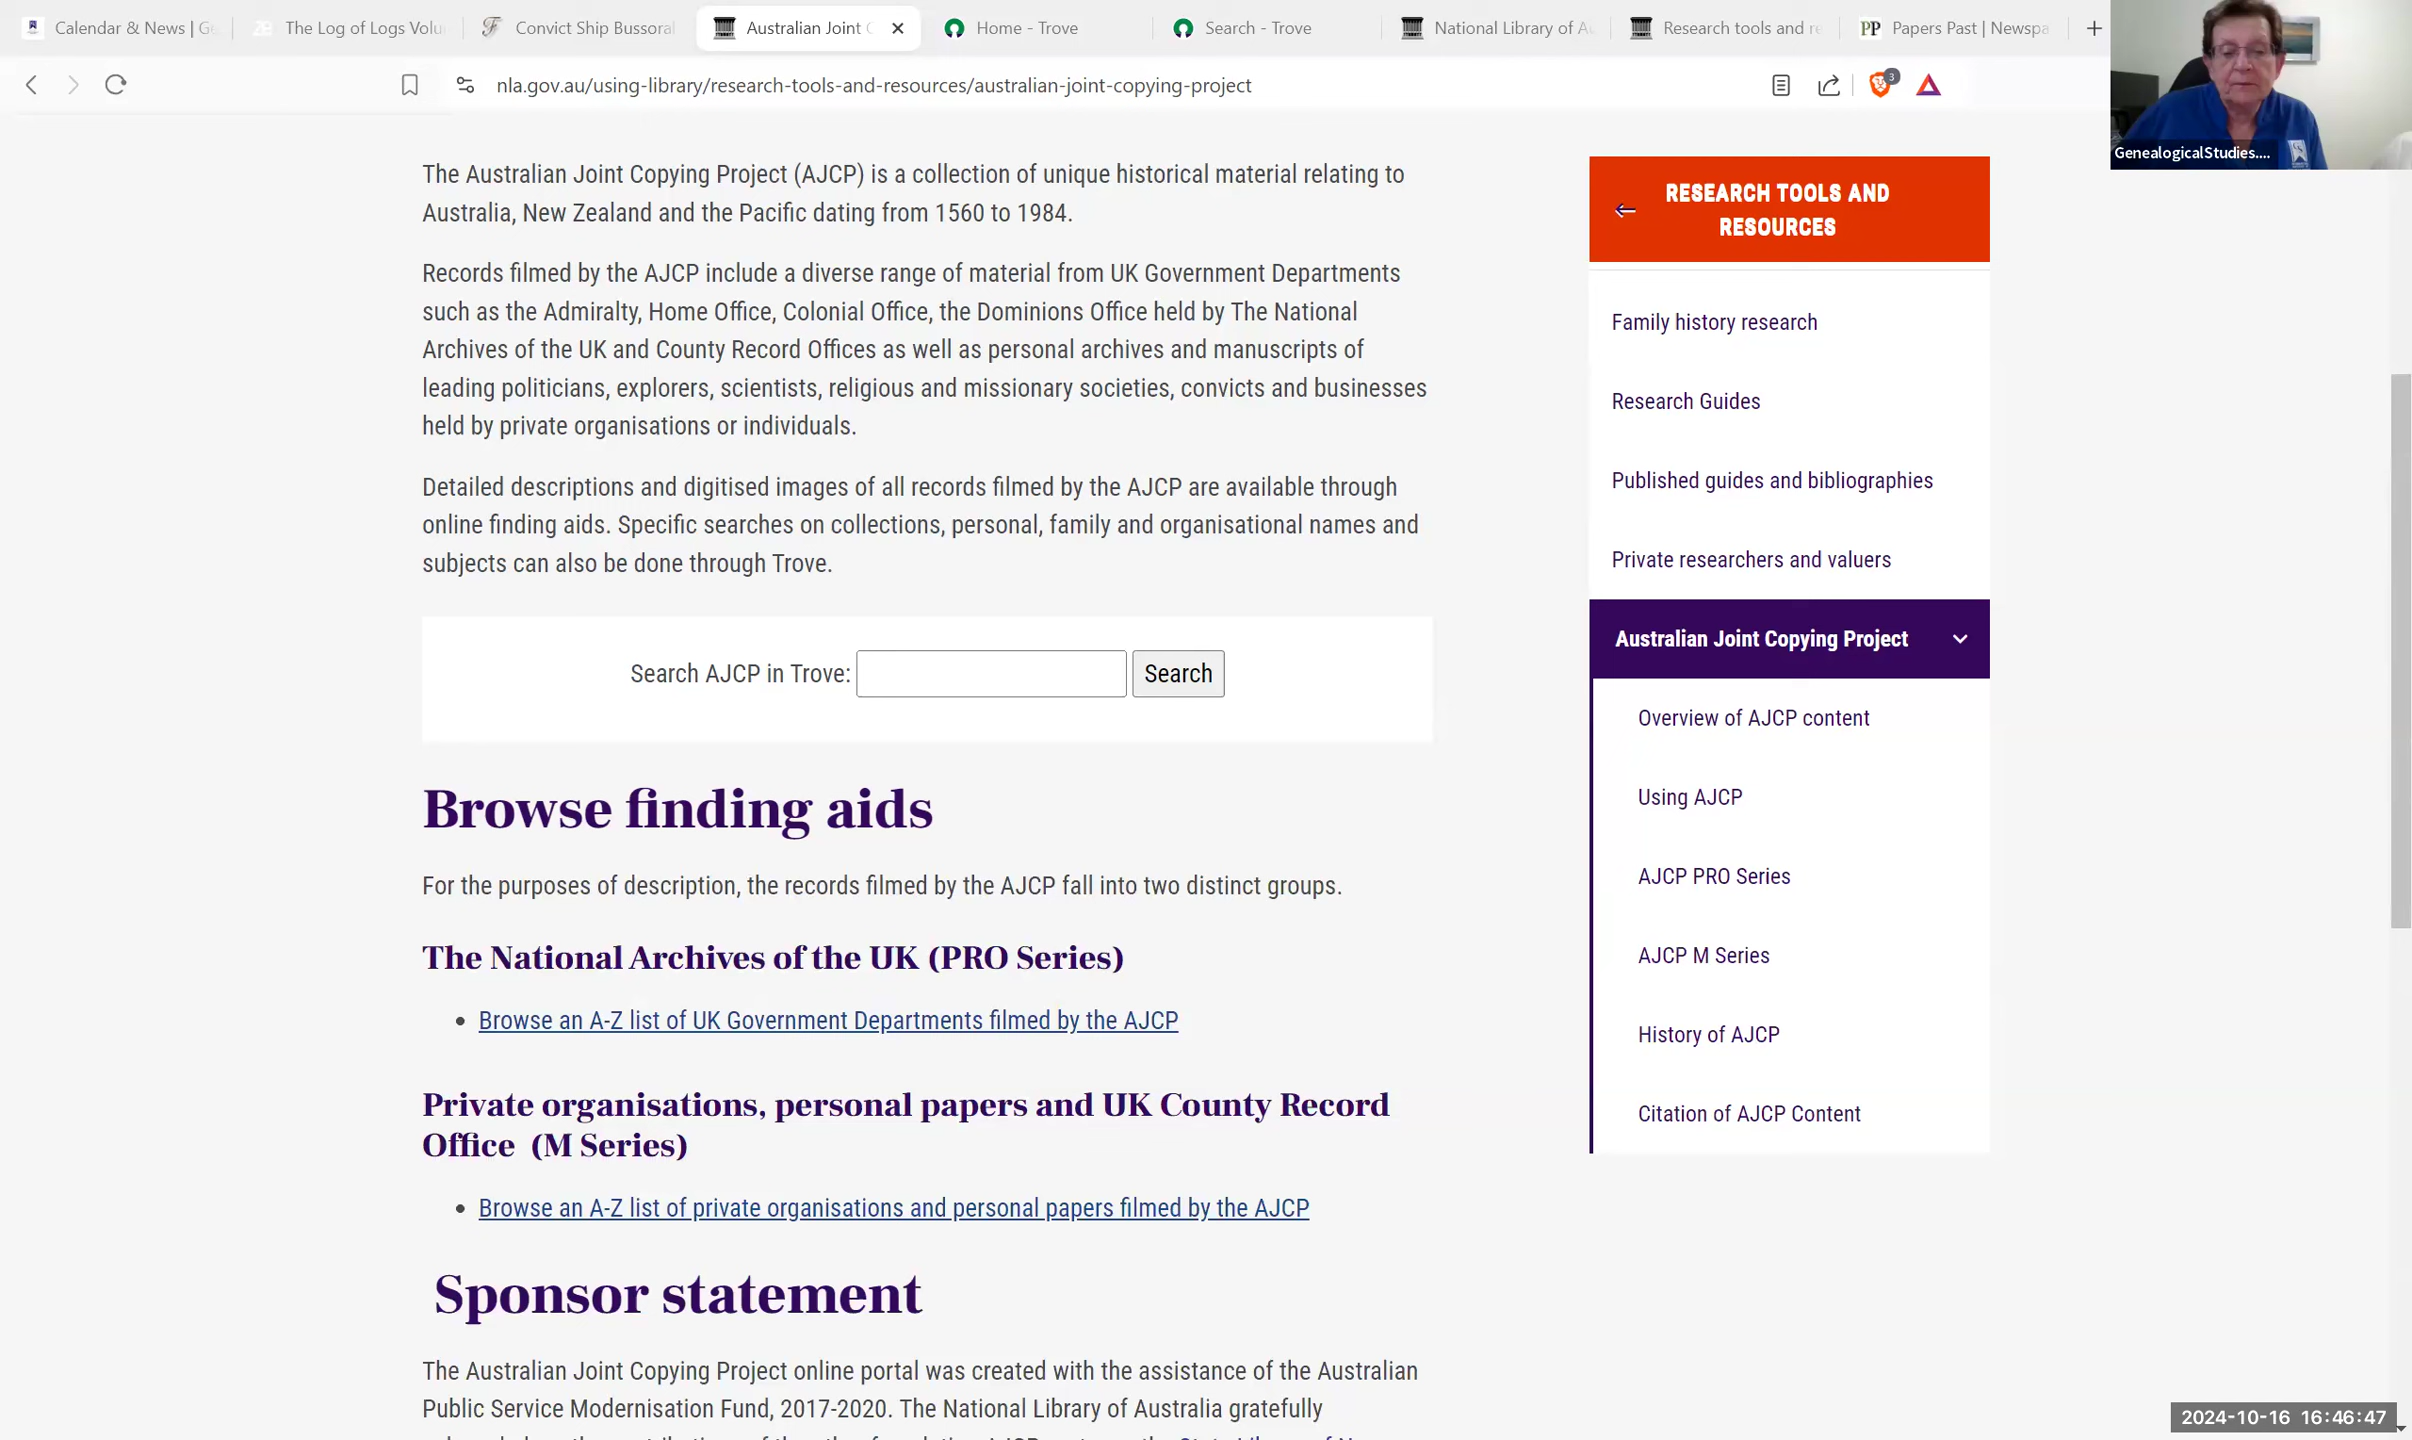 Calendar & News | Ge
The Log of Logs Volu
Convict Ship Bussoral
Australian Joint C
Home - Trove
Search - Trove
National Library of Au
Research tools and re
Papers Past | Newspa
nla.gov.au/using-library/research-tools-and-resources/australian-joint-copying-project
3
GenealogicalStudies....
The Australian Joint Copying Project (AJCP) is a collection of unique historical material relating to
Australia, New Zealand and the Pacific dating from 1560 to 1984.
Records filmed by the AJCP include a diverse range of material from UK Government Departments
such as the Admiralty, Home Office, Colonial Office, the Dominions Office held by The National
Archives of the UK and County Record Offices as well as personal archives and manuscripts of
leading politicians, explorers, scientists, religious and missionary societies, convicts and businesses
held by private organisations or individuals.
Detailed descriptions and digitised images of all records filmed by the AJCP are available through
online finding aids. Specific searches on collections, personal, family and organisational names and
subjects can also be done through Trove.
Search AJCP in Trove:
Search
Browse finding aids
For the purposes of description, the records filmed by the AJCP fall into two distinct groups.
The National Archives of the UK (PRO Series)
• Browse an A-Z list of UK Government Departments filmed by the AJCP
Private organisations, personal papers and UK County Record
Office (M Series)
• Browse an A-Z list of private organisations and personal papers filmed by the AJCP
Sponsor statement
The Australian Joint Copying Project online portal was created with the assistance of the Australian
Public Service Modernisation Fund, 2017-2020. The National Library of Australia gratefully
RESEARCH TOOLS AND
RESOURCES
Family history research
Research Guides
Published guides and bibliographies
Private researchers and valuers
Australian Joint Copying Project
Overview of AJCP content
Using AJCP
AJCP PRO Series
AJCP M Series
History of AJCP
Citation of AJCP Content
2024-10-16 16:46:47